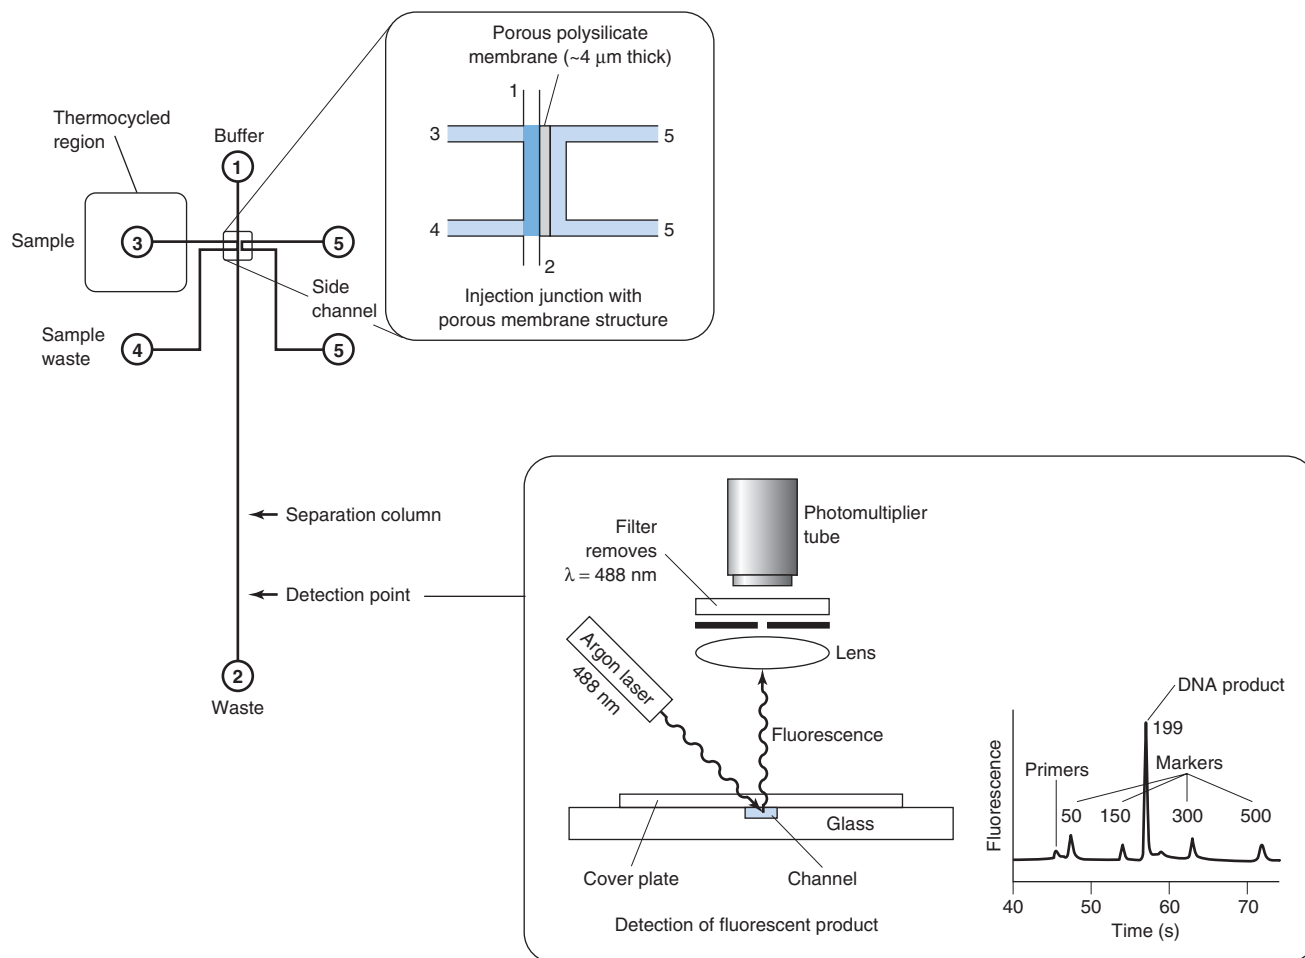 Porous polysilicate
membrane (~4 μm thick)
1
3
5
4
5
2
Injection junction with
porous membrane structure
Thermocycled
region
Buffer
1
Sample
3
5
Side
channel
Sample
waste
4
5
Separation column
Detection point
2
Waste
Photomultiplier
tube
Filter
removes
λ = 488 nm
Lens
Argon laser
488 nm
Fluorescence
Glass
Cover plate
Channel
Detection of fluorescent product
DNA product
199
Primers
Markers
50
150
300
500
Fluorescence
40
50
60
70
Time (s)